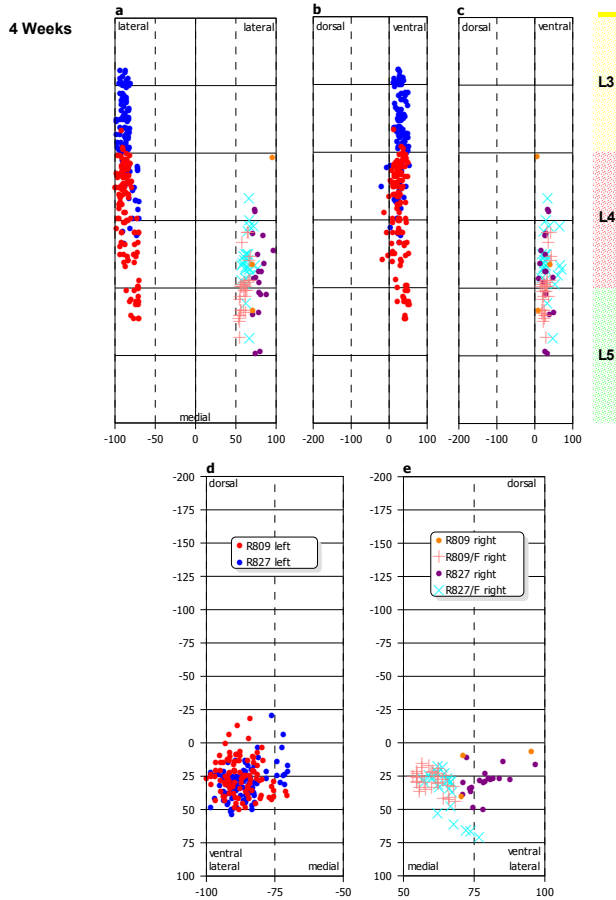 4 Weeks
a
b
c
lateral lateral
dorsal ventral
dorsal ventral
L3
L4
L5
medial
-100 -50 0 50 100
-200 -100 0 100
-200 -100 0 100
d
e
-200
-175
-150
-125
-100
-75
-50
-25
0
25
50
75
100
dorsal
R809 left
R827 left
ventral
lateral medial
-100 -75 -50
-200
-175
-150
-125
-100
-75
-50
-25
0
25
50
75
100
dorsal
R809 right
R809/F right
R827 right
R827/F right
ventral
medial lateral
50 75 100